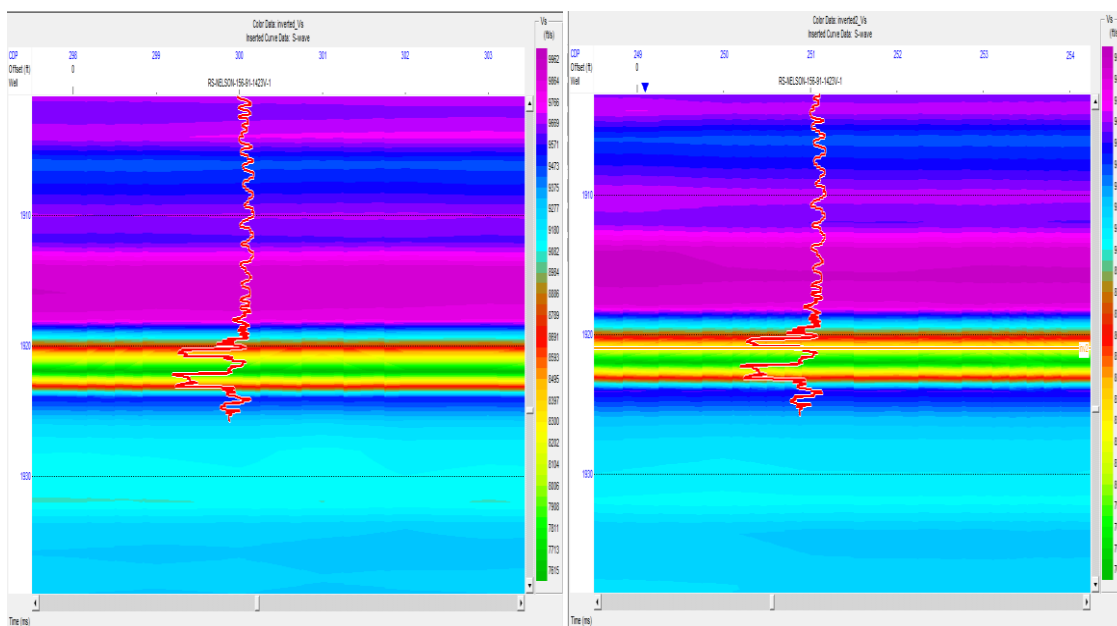 Color Data: inverted_Vs
Inserted Curve Data: S-wave
Vs
(ft/s)
CDP 298 299 300 301 302 303
Offset (ft) 0
Well RS-NELSON-156-91-1423V-1
9962
9864
9766
9669
9571
9473
9375
9277
9180
9082
8984
8886
8789
8691
8593
8495
8397
8300
8202
8104
8006
7908
7811
7713
7615
1910
1920
1930
Time (ms)
Color Data: inverted2_Vs
Inserted Curve Data: S-wave
Vs
(ft/s)
CDP 249 250 251 252 253 254
Offset (ft) 0
Well RS-NELSON-156-91-1423V-1
1910
1920
1930
Time (ms)